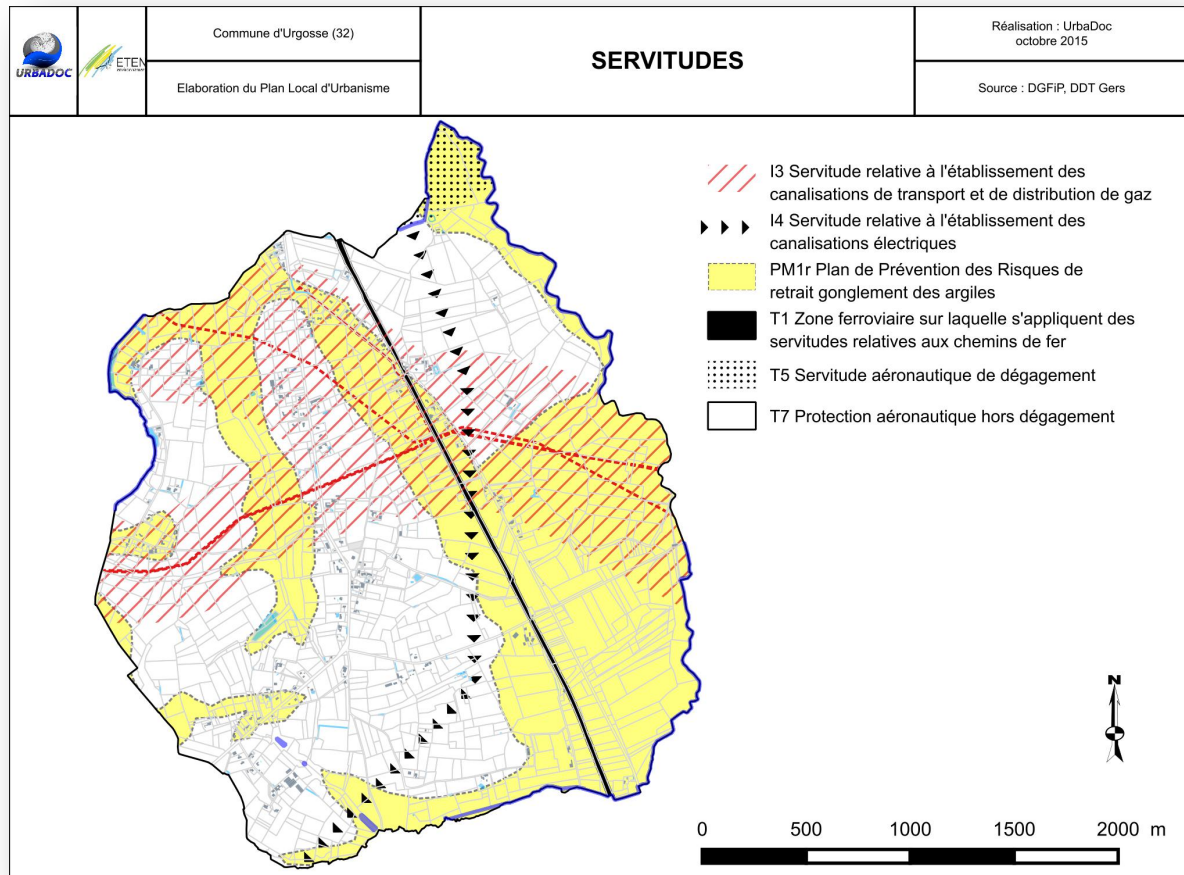 URBADOC
ETEN
Commune d'Urgosse (32)
Elaboration du Plan Local d'Urbanisme
SERVITUDES
Réalisation : UrbaDoc
octobre 2015
Source : DGFiP, DDT Gers
I3 Servitude relative à l'établissement des
canalisations de transport et de distribution de gaz
I4 Servitude relative à l'établissement des
canalisations électriques
PM1r Plan de Prévention des Risques de
retrait gonglement des argiles
T1 Zone ferroviaire sur laquelle s'appliquent des
servitudes relatives aux chemins de fer
T5 Servitude aéronautique de dégagement
T7 Protection aéronautique hors dégagement
N
0 500 1000 1500 2000 m